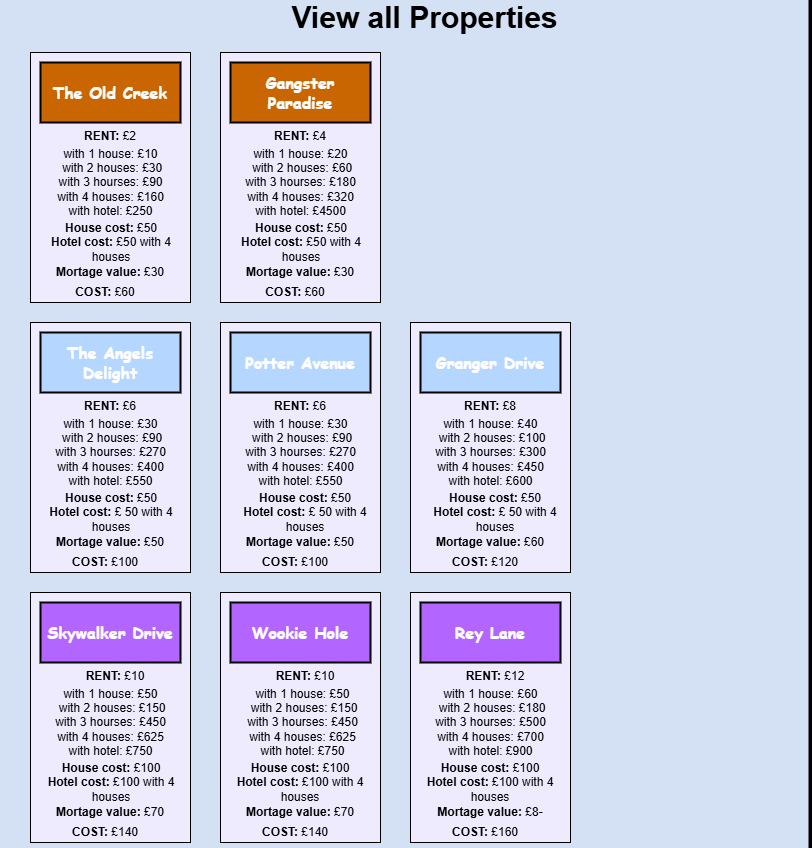 View all Properties
The Old Creek
RENT: £2
with 1 house: £10
with 2 houses: £30
with 3 hourses: £90
with 4 houses: £160
with hotel: £250
House cost: £50
Hotel cost: £50 with 4
houses
Mortage value: £30
COST: £60
Gangster
Paradise
RENT: £4
with 1 house: £20
with 2 houses: £60
with 3 hourses: £180
with 4 houses: £320
with hotel: £4500
House cost: £50
Hotel cost: £50 with 4
houses
Mortage value: £30
COST: £60
The Angels
Delight
RENT: £6
with 1 house: £30
with 2 houses: £90
with 3 hourses: £270
with 4 houses: £400
with hotel: £550
House cost: £50
Hotel cost: £ 50 with 4
houses
Mortage value: £50
COST: £100
Potter Avenue
RENT: £6
with 1 house: £30
with 2 houses: £90
with 3 hourses: £270
with 4 houses: £400
with hotel: £550
House cost: £50
Hotel cost: £ 50 with 4
houses
Mortage value: £50
COST: £100
Granger Drive
RENT: £8
with 1 house: £40
with 2 houses: £100
with 3 hourses: £300
with 4 houses: £450
with hotel: £600
House cost: £50
Hotel cost: £ 50 with 4
houses
Mortage value: £60
COST: £120
Skywalker Drive
RENT: £10
with 1 house: £50
with 2 houses: £150
with 3 hourses: £450
with 4 houses: £625
with hotel: £750
House cost: £100
Hotel cost: £100 with 4
houses
Mortage value: £70
COST: £140
Wookie Hole
RENT: £10
with 1 house: £50
with 2 houses: £150
with 3 hourses: £450
with 4 houses: £625
with hotel: £750
House cost: £100
Hotel cost: £100 with 4
houses
Mortage value: £70
COST: £140
Rey Lane
RENT: £12
with 1 house: £60
with 2 houses: £180
with 3 hourses: £500
with 4 houses: £700
with hotel: £900
House cost: £100
Hotel cost: £100 with 4
houses
Mortage value: £8-
COST: £160